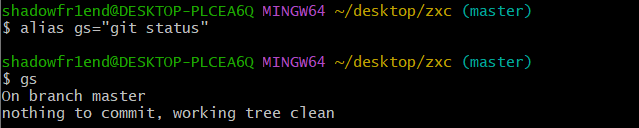 shadowfr1end@DESKTOP-PLCEA6Q MINGW64 ~/desktop/zxc (master)
$ alias gs="git status"
shadowfr1end@DESKTOP-PLCEA6Q MINGW64 ~/desktop/zxc (master)
$ gs
On branch master
nothing to commit, working tree clean